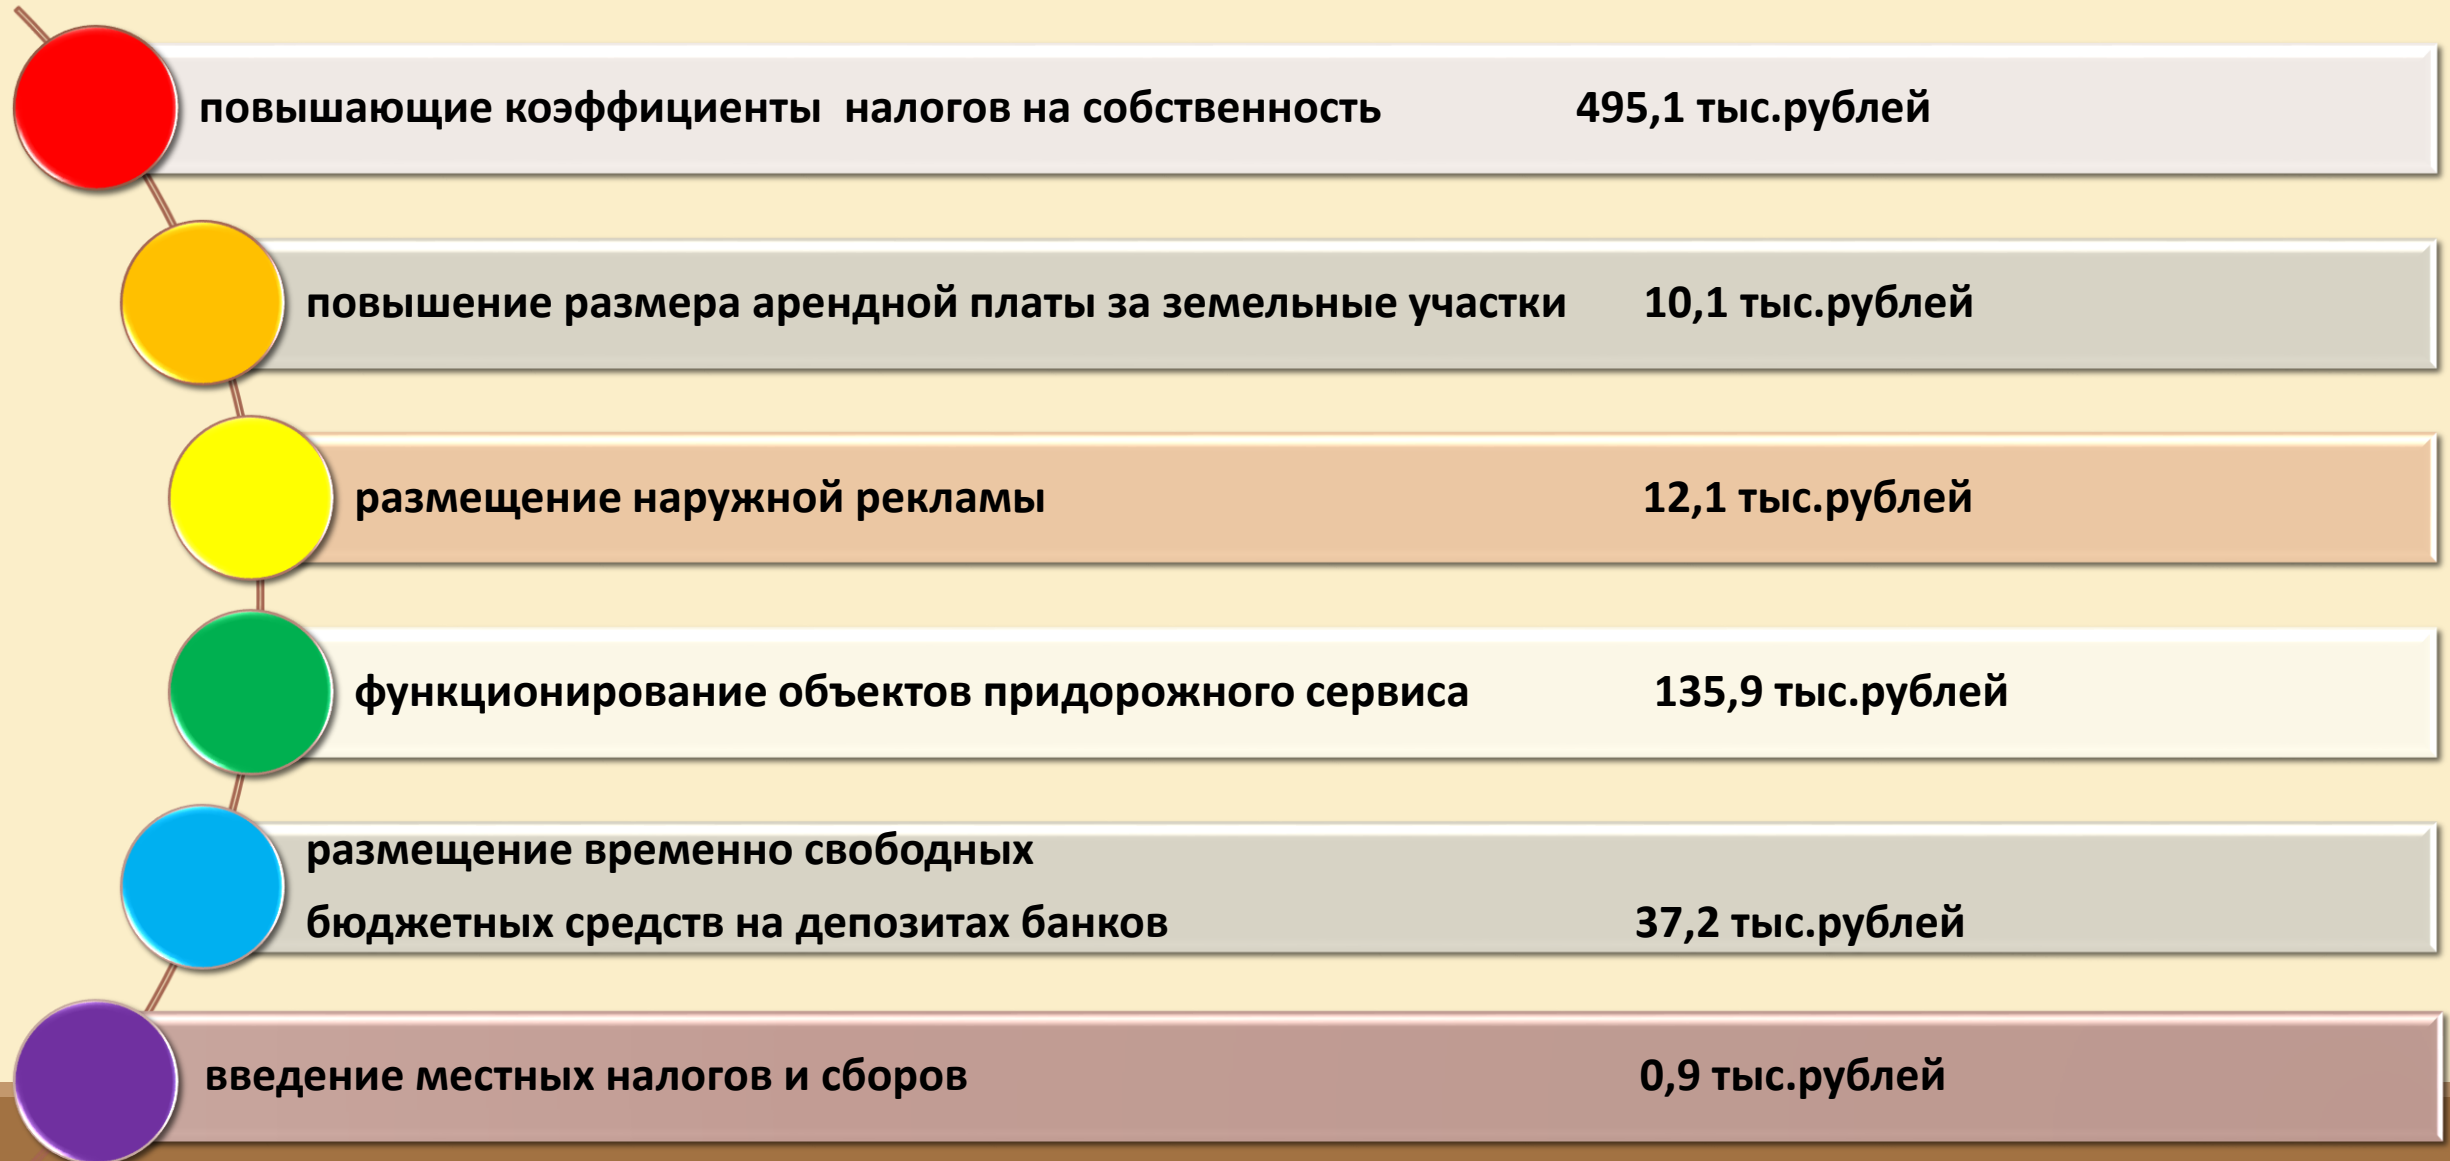 повышающие коэффициенты налогов на собственность 495,1 тыс.рублей
повышение размера арендной платы за земельные участки 10,1 тыс.рублей
размещение наружной рекламы 12,1 тыс.рублей
функционирование объектов придорожного сервиса 135,9 тыс.рублей
размещение временно свободных
бюджетных средств на депозитах банков 37,2 тыс.рублей
введение местных налогов и сборов 0,9 тыс.рублей